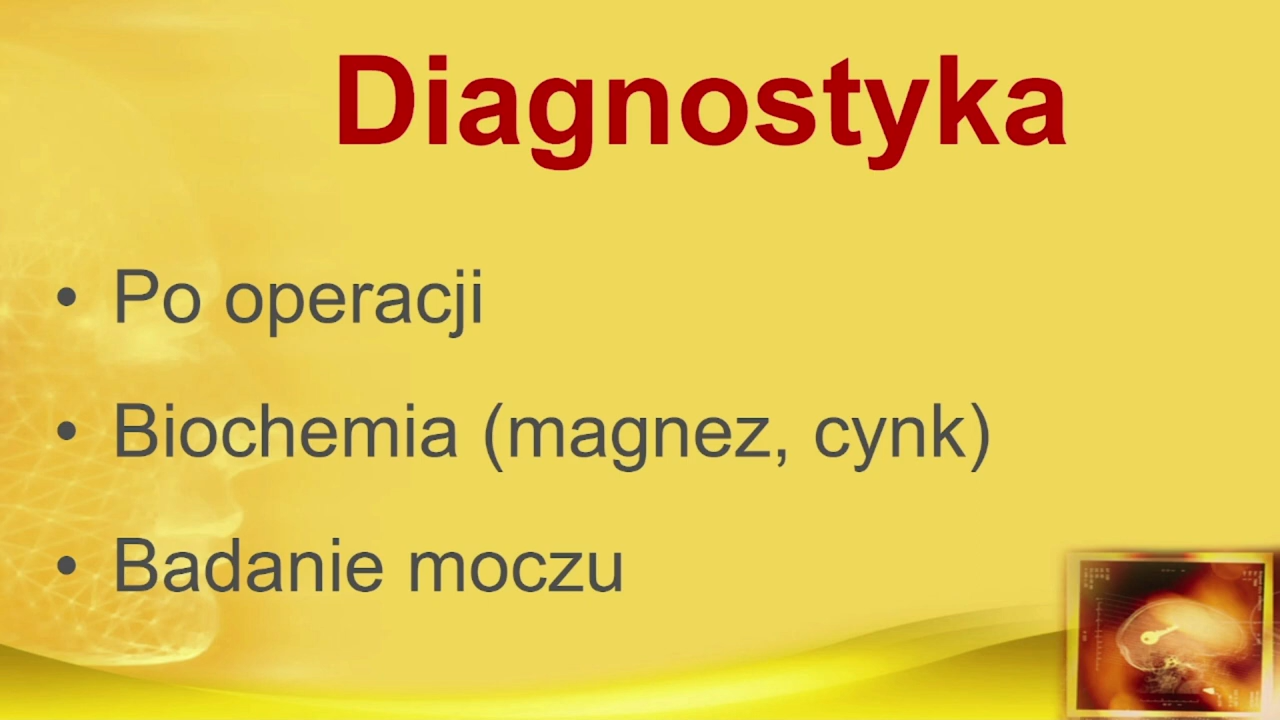 Diagnostyka
• Po operacji
• Biochemia (magnez, cynk)
• Badanie moczu